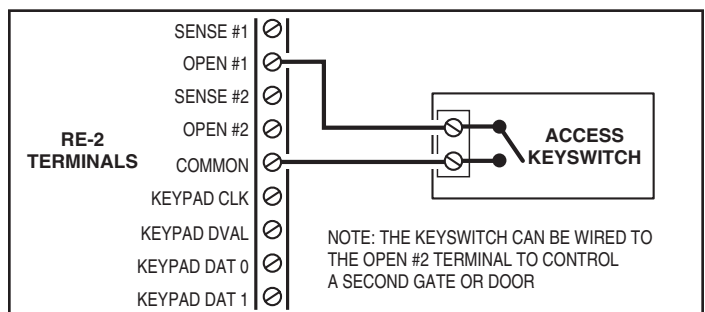 SENSE #1
OPEN #1
SENSE #2
OPEN #2
COMMON
KEYPAD CLK
KEYPAD DVAL
KEYPAD DAT 0
KEYPAD DAT 1
RE-2
TERMINALS
ACCESS
KEYSWITCH
NOTE: THE KEYSWITCH CAN BE WIRED TO
THE OPEN #2 TERMINAL TO CONTROL
A SECOND GATE OR DOOR